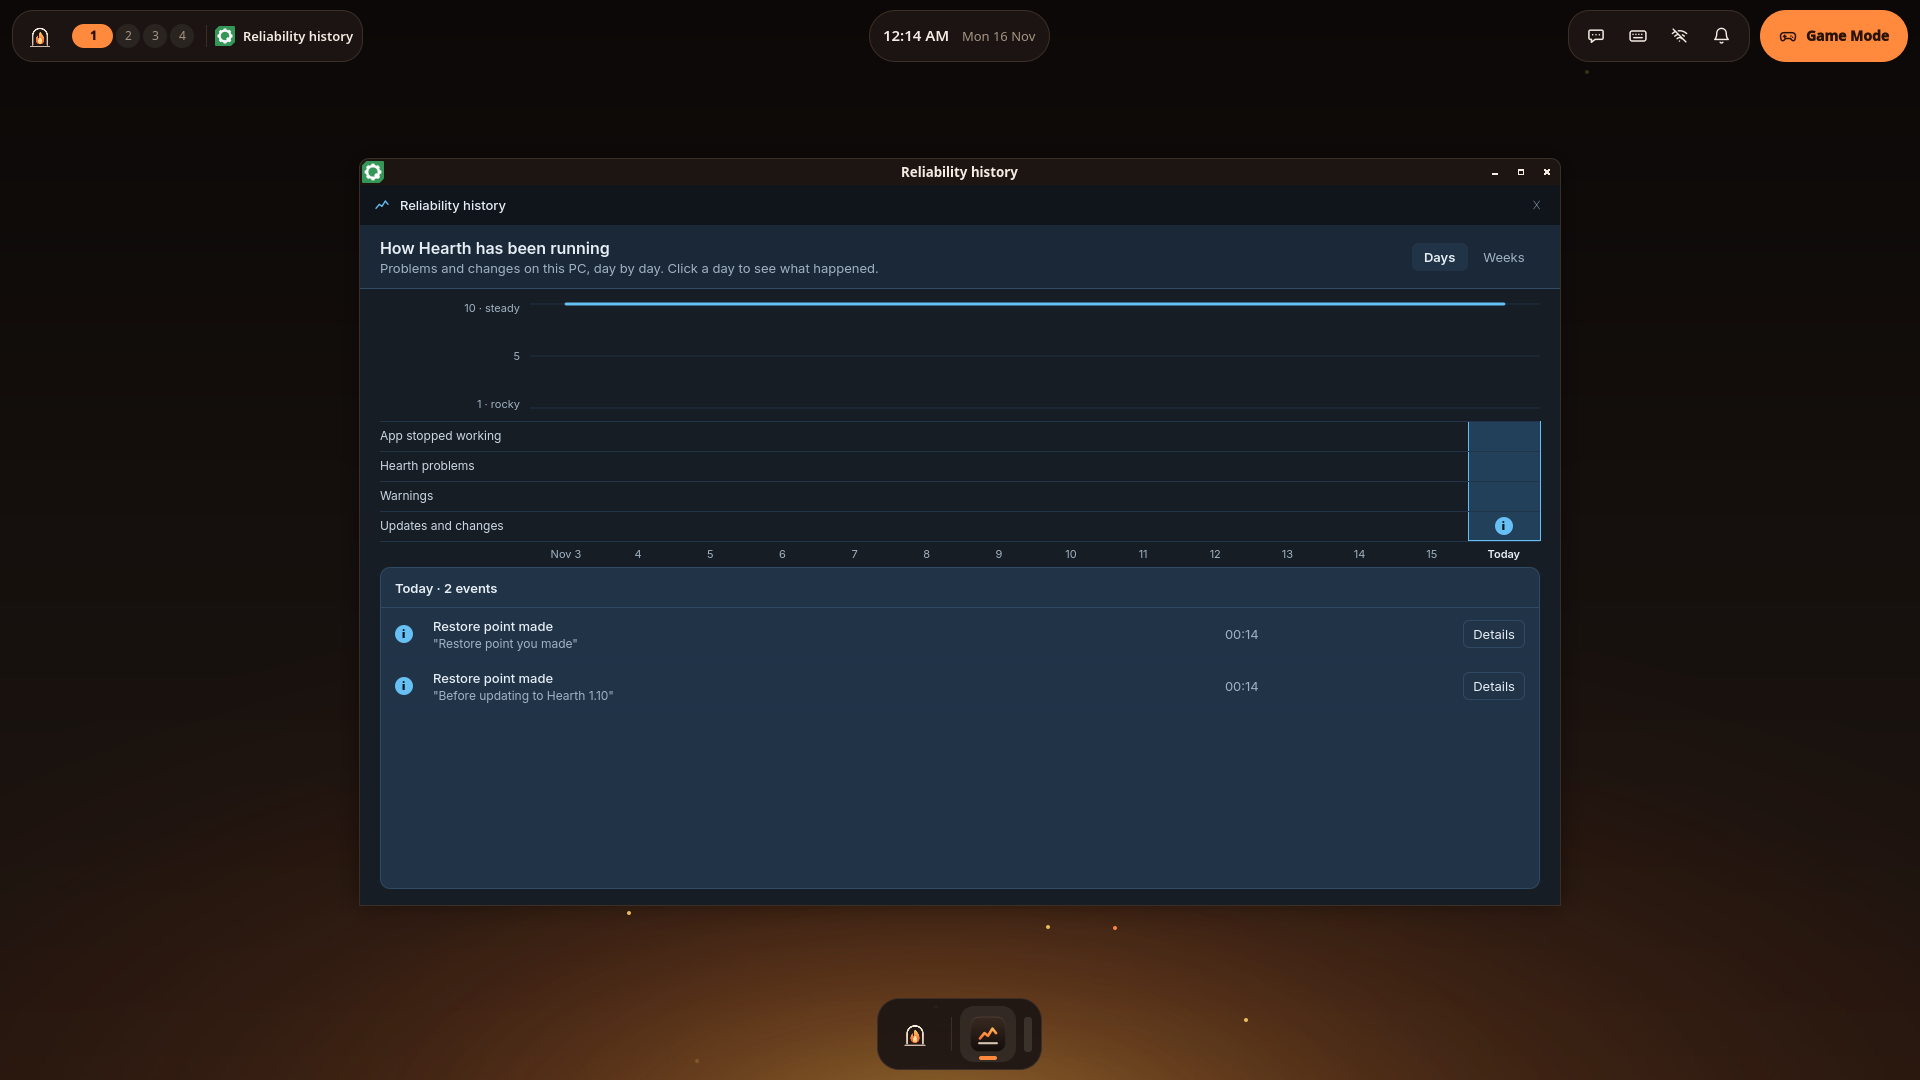 1 2 3 4 Reliability history
12:14 AM Mon 16 Nov
Game Mode
Reliability history
Reliability history X
How Hearth has been running
Problems and changes on this PC, day by day. Click a day to see what happened.
Days Weeks
10 · steady
5
1 · rocky
App stopped working
Hearth problems
Warnings
Updates and changes
Nov 3 4 5 6 7 8 9 10 11 12 13 14 15 Today
Today · 2 events
Restore point made
"Restore point you made"
00:14 Details
Restore point made
"Before updating to Hearth 1.10"
00:14 Details